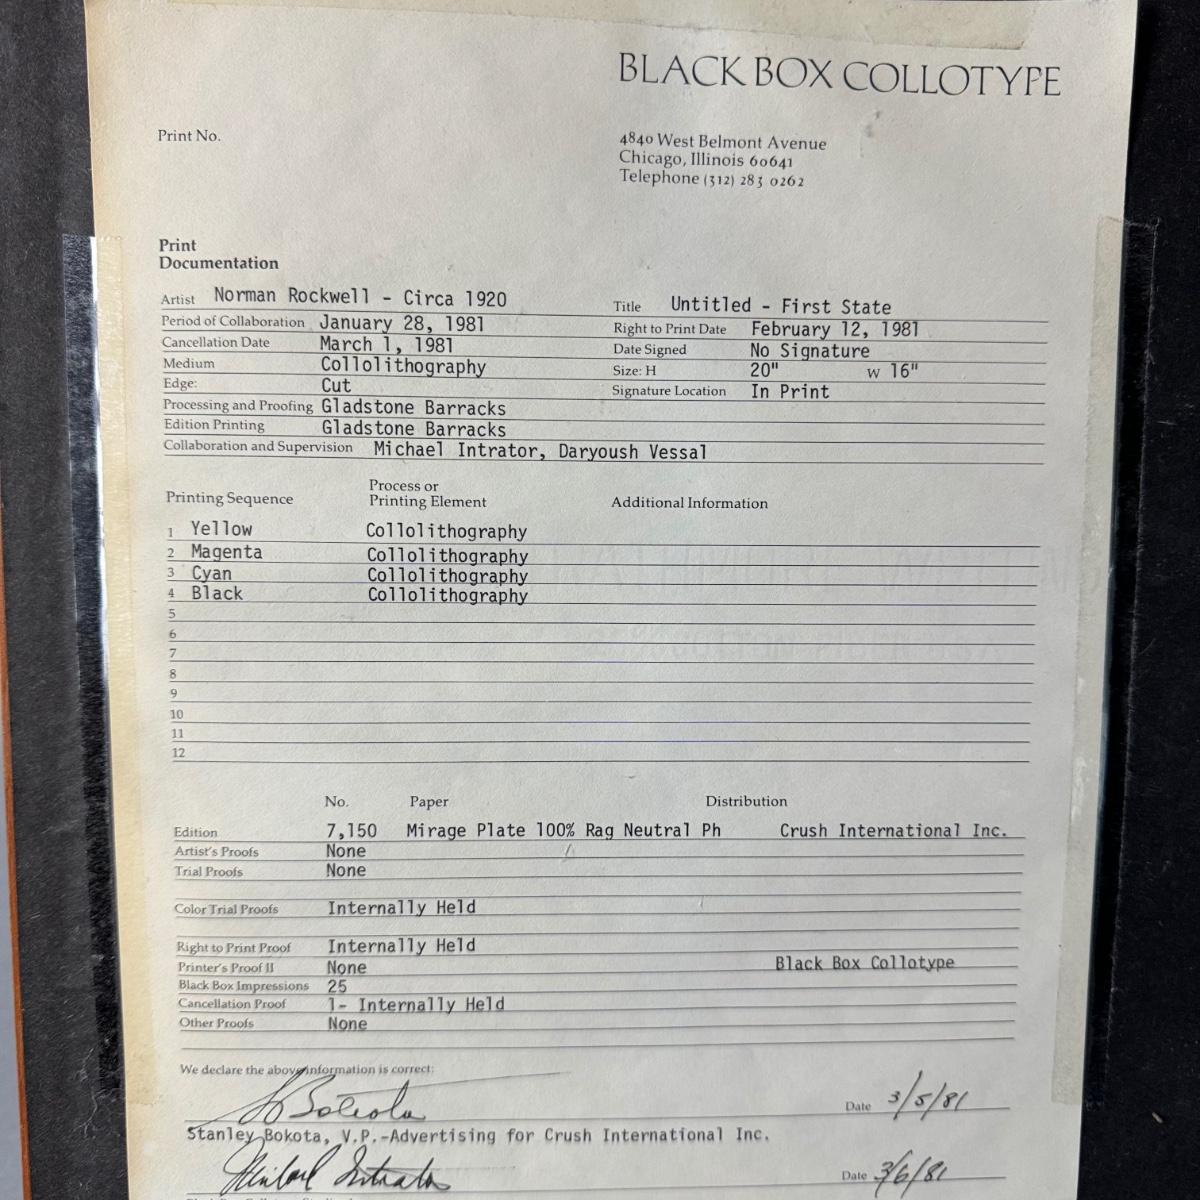 BLACK BOX COLLOTYPE
Print No.
4840 West Belmont Avenue
Chicago, Illinois 60641
Telephone (312) 283 0262
Print
Documentation
Artist Norman Rockwell - Circa 1920 Title Untitled - First State
Period of Collaboration January 28, 1981 Right to Print Date February 12, 1981
Cancellation Date March 1, 1981 Date Signed No Signature
Medium Collolithography Size: H 20" W 16"
Edge: Cut Signature Location In Print
Processing and Proofing Gladstone Barracks
Edition Printing Gladstone Barracks
Collaboration and Supervision Michael Intrator, Daryoush Vessal
Printing Sequence Process or Printing Element Additional Information
1 Yellow Collolithography
2 Magenta Collolithography
3 Cyan Collolithography
4 Black Collolithography
5
6
7
8
9
10
11
12
No. Paper Distribution
Edition 7,150 Mirage Plate 100% Rag Neutral Ph Crush International Inc.
Artist's Proofs None
Trial Proofs None
Color Trial Proofs Internally Held
Right to Print Proof Internally Held
Printer's Proof II None Black Box Collotype
Black Box Impressions 25
Cancellation Proof 1- Internally Held
Other Proofs None
We declare the above information is correct:
Date 3/5/81
Stanley Bokota, V.P.-Advertising for Crush International Inc.
Michael Intrator Date 3/6/81